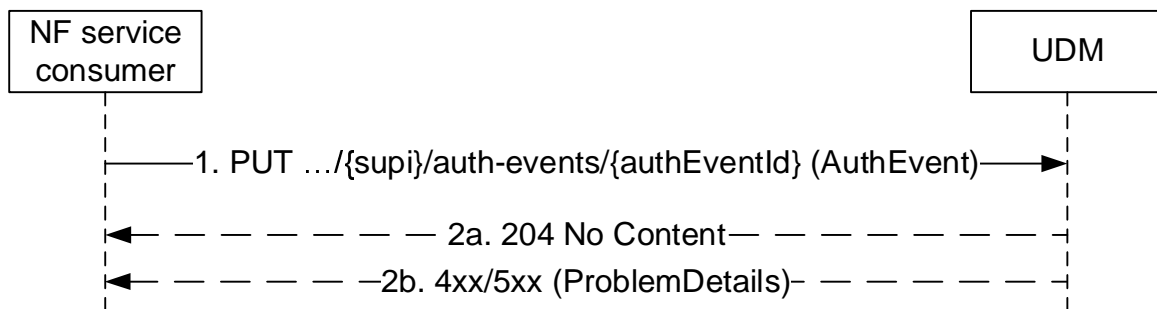 NF service
consumer
UDM
1. PUT …/{supi}/auth-events/{authEventId} (AuthEvent)
2a. 204 No Content
2b. 4xx/5xx (ProblemDetails)